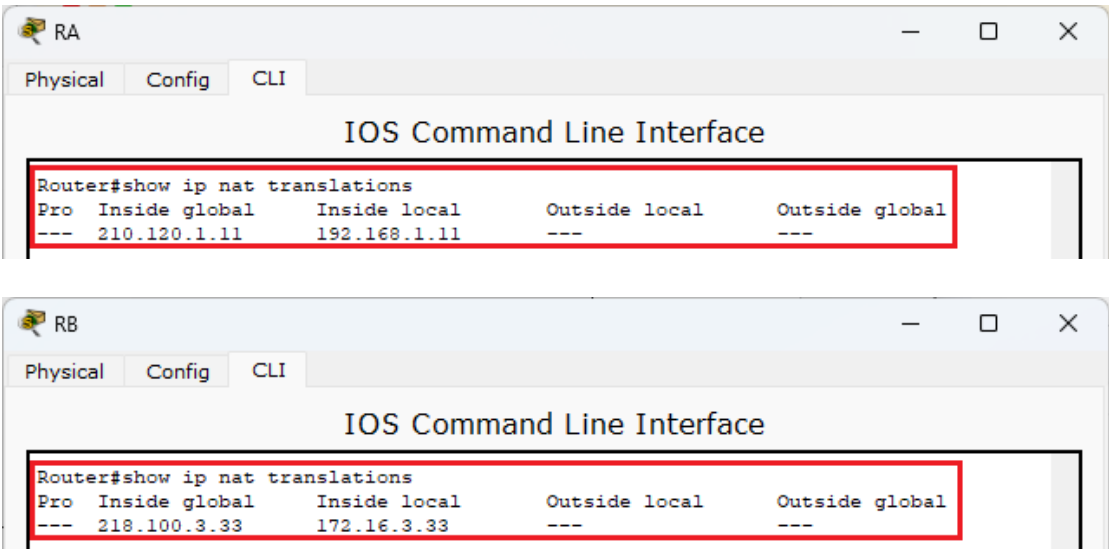 RA
Physical Config CLI
IOS Command Line Interface
Router#show ip nat translations
Pro Inside global Inside local Outside local Outside global
--- 210.120.1.11 192.168.1.11 --- ---
RB
Physical Config CLI
IOS Command Line Interface
Router#show ip nat translations
Pro Inside global Inside local Outside local Outside global
--- 218.100.3.33 172.16.3.33 --- ---